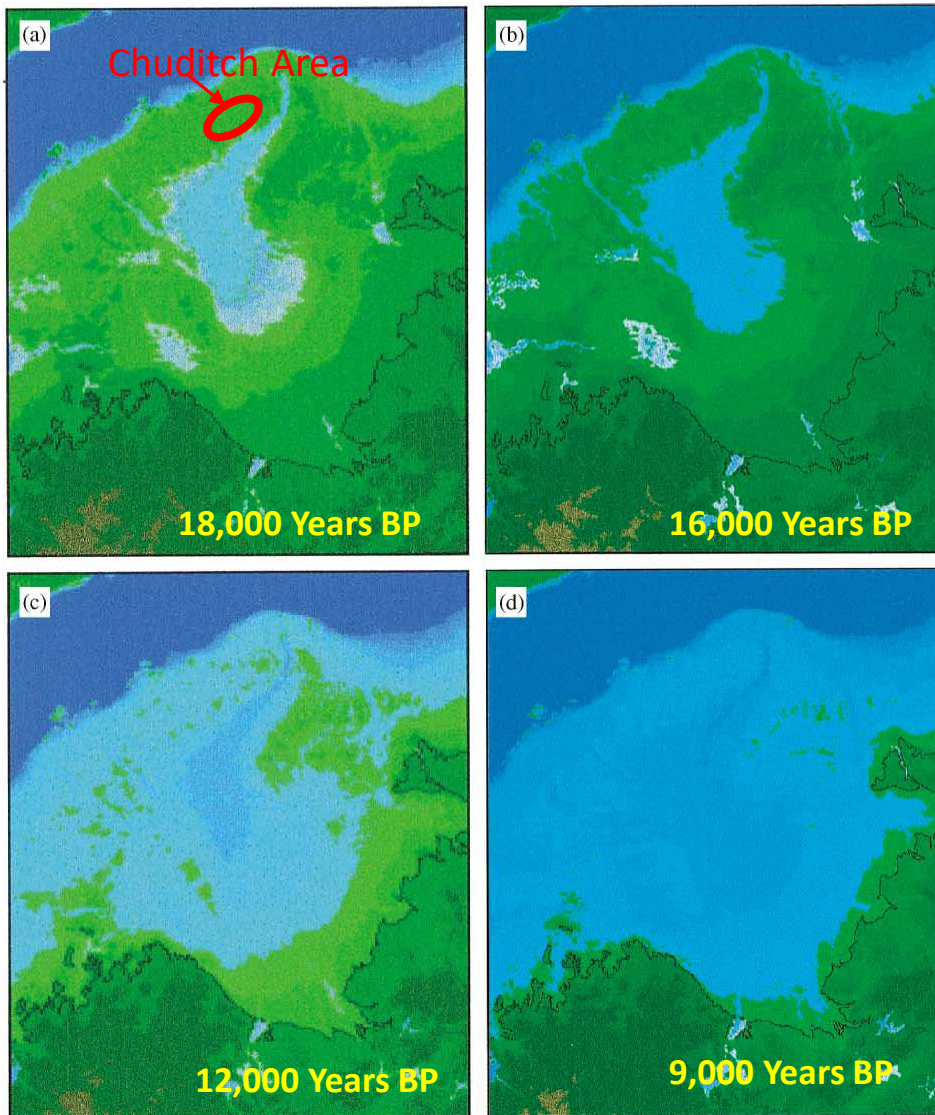 (a)
Chuditch Area
18,000 Years BP
(b)
16,000 Years BP
(c)
12,000 Years BP
(d)
9,000 Years BP